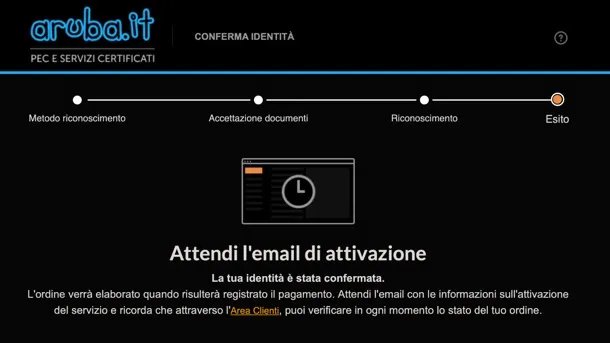 aruba.it
PEC E SERVIZI CERTIFICATI
CONFERMA IDENTITÀ
?
Metodo riconoscimento
Accettazione documenti
Riconoscimento
Esito
Attendi l'email di attivazione
La tua identità è stata confermata.
L'ordine verrà elaborato quando risulterà registrato il pagamento. Attendi l'email con le informazioni sull'attivazione
del servizio e ricorda che attraverso l'Area Clienti, puoi verificare in ogni momento lo stato del tuo ordine.